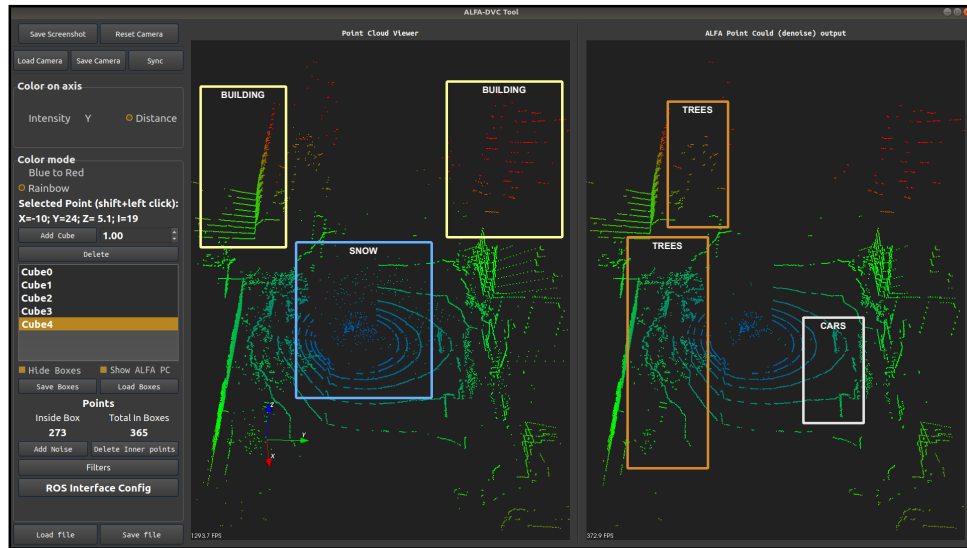 ALFA-DVC Tool
Save Screenshot Reset Camera
Load Camera Save Camera Sync
Color on axis
Intensity Y Distance
Color mode
Blue to Red
Rainbow
Selected Point (shift+left click):
X=-10; Y=24; Z= 5.1; I=19
Add Cube 1.00
Delete
Cube0
Cube1
Cube2
Cube3
Cube4
Hide Boxes Show ALFA PC
Save Boxes Load Boxes
Points
Inside Box Total In Boxes
273 365
Add Noise Delete Inner points
Filters
ROS Interface Config
Load file Save file
Point Cloud Viewer
BUILDING BUILDING
SNOW
Z
Y
X
1293.7 FPS
ALFA Point Could (denoise) output
TREES
TREES
CARS
372.9 FPS